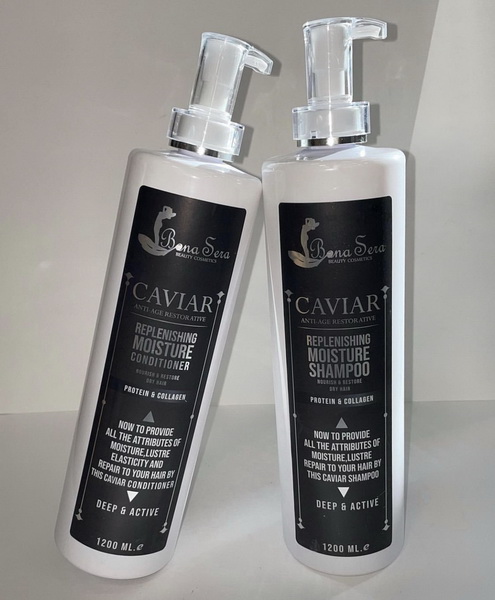 Bona Sera
BEAUTY COSMETICS
CAVIAR
ANTI-AGE RESTORATIVE
REPLENISHING
MOISTURE
CONDITIONER
NOURISH & RESTORE
DRY HAIR
PROTEIN & COLLAGEN
NOW TO PROVIDE
ALL THE ATTRIBUTES OF
MOISTURE,LUSTRE
ELASTICITY AND
REPAIR TO YOUR HAIR BY
THIS CAVIAR CONDITIONER
DEEP & ACTIVE
1200 ML.e
Bona Sera
BEAUTY COSMETICS
CAVIAR
ANTI-AGE RESTORATIVE
REPLENISHING
MOISTURE
SHAMPOO
NOURISH & RESTORE
DRY HAIR
PROTEIN & COLLAGEN
NOW TO PROVIDE
ALL THE ATTRIBUTES OF
MOISTURE,LUSTRE
REPAIR TO YOUR HAIR BY
THIS CAVIAR SHAMPOO
DEEP & ACTIVE
1200 ML.e